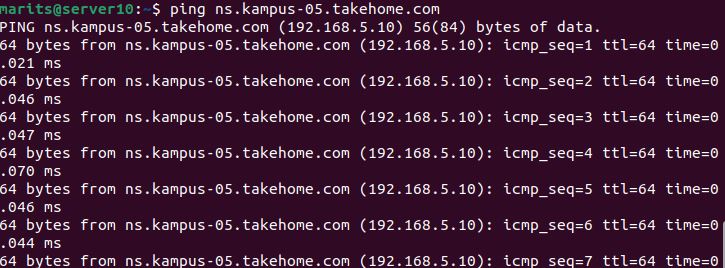 marits@server10:~$ ping ns.kampus-05.takehome.com
PING ns.kampus-05.takehome.com (192.168.5.10) 56(84) bytes of data.
64 bytes from ns.kampus-05.takehome.com (192.168.5.10): icmp_seq=1 ttl=64 time=0
.021 ms
64 bytes from ns.kampus-05.takehome.com (192.168.5.10): icmp_seq=2 ttl=64 time=0
.046 ms
64 bytes from ns.kampus-05.takehome.com (192.168.5.10): icmp_seq=3 ttl=64 time=0
.047 ms
64 bytes from ns.kampus-05.takehome.com (192.168.5.10): icmp_seq=4 ttl=64 time=0
.070 ms
64 bytes from ns.kampus-05.takehome.com (192.168.5.10): icmp_seq=5 ttl=64 time=0
.046 ms
64 bytes from ns.kampus-05.takehome.com (192.168.5.10): icmp_seq=6 ttl=64 time=0
.044 ms
64 bytes from ns.kampus-05.takehome.com (192.168.5.10): icmp_seq=7 ttl=64 time=0